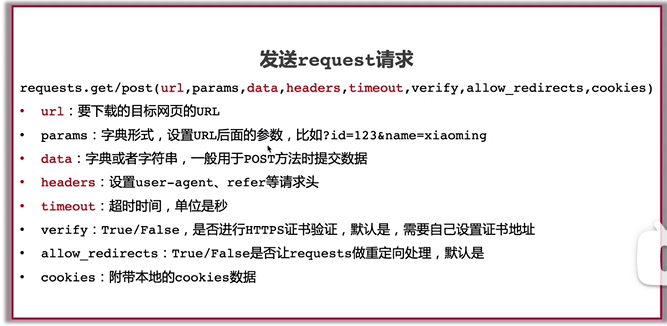 发送request请求
requests.get/post(url,params,data,headers,timeout,verify,allow_redirects,cookies)
• url：要下载的目标网页的URL
• params：字典形式，设置URL后面的参数，比如?id=123&name=xiaoming
• data：字典或者字符串，一般用于POST方法时提交数据
• headers：设置user-agent、refer等请求头
• timeout：超时时间，单位是秒
• verify：True/False，是否进行HTTPS证书验证，默认是，需要自己设置证书地址
• allow_redirects：True/False是否让requests做重定向处理，默认是
• cookies：附带本地的cookies数据